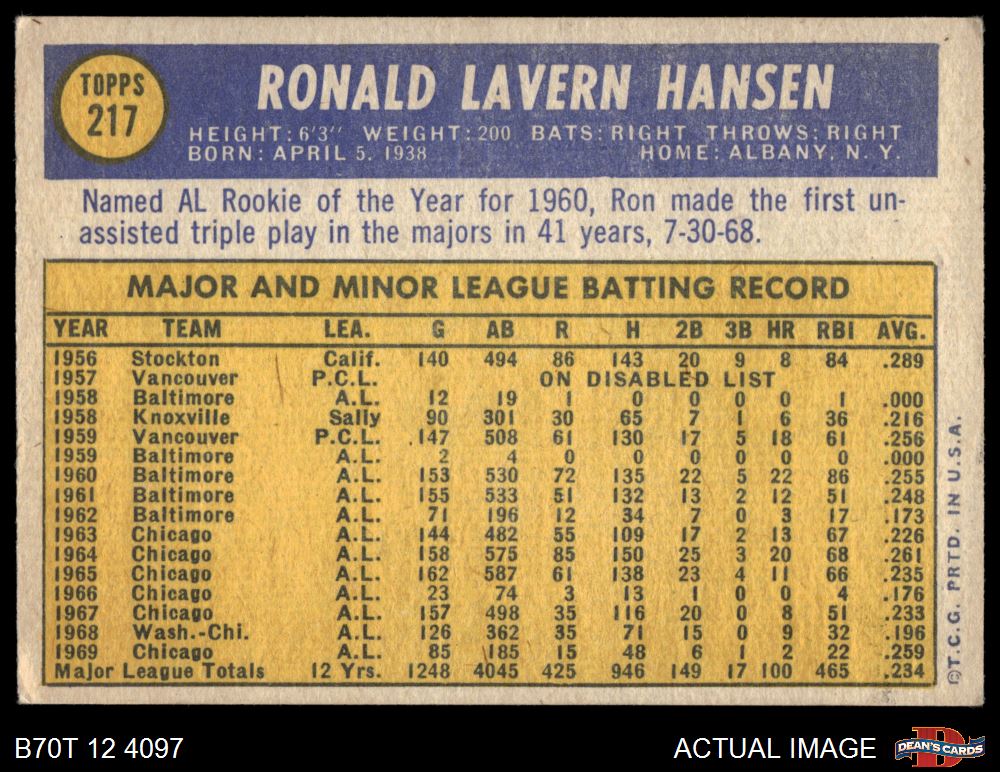 TOPPS
217
RONALD LAVERN HANSEN
HEIGHT: 6'3" WEIGHT: 200 BATS: RIGHT THROWS: RIGHT
BORN: APRIL 5, 1938 HOME: ALBANY, N. Y.
Named AL Rookie of the Year for 1960, Ron made the first un-
assisted triple play in the majors in 41 years, 7-30-68.
MAJOR AND MINOR LEAGUE BATTING RECORD
YEAR TEAM LEA. G AB R H 2B 3B HR RBI AVG.
1956 Stockton Calif. 140 494 86 143 20 9 8 84 .289
1957 Vancouver P.C.L. ON DISABLED LIST
1958 Baltimore A.L. 12 19 1 0 0 0 0 1 .000
1958 Knoxville Sally 90 301 30 65 7 1 6 36 .216
1959 Vancouver P.C.L. 147 508 61 130 17 5 18 61 .256
1959 Baltimore A.L. 2 4 0 0 0 0 0 0 .000
1960 Baltimore A.L. 153 530 72 135 22 5 22 86 .255
1961 Baltimore A.L. 155 533 51 132 13 2 12 51 .248
1962 Baltimore A.L. 71 196 12 34 7 0 3 17 .173
1963 Chicago A.L. 144 482 55 109 17 2 13 67 .226
1964 Chicago A.L. 158 575 85 150 25 3 20 68 .261
1965 Chicago A.L. 162 587 61 138 23 4 11 66 .235
1966 Chicago A.L. 23 74 3 13 1 0 0 4 .176
1967 Chicago A.L. 157 498 35 116 20 0 8 51 .233
1968 Wash.-Chi. A.L. 126 362 35 71 15 0 9 32 .196
1969 Chicago A.L. 85 185 15 48 6 1 2 22 .259
Major League Totals 12 Yrs. 1248 4045 425 946 149 17 100 465 .234
©T.C.G. PRTD. IN U.S.A.
B70T 12 4097
ACTUAL IMAGE
D
DEAN'S CARDS